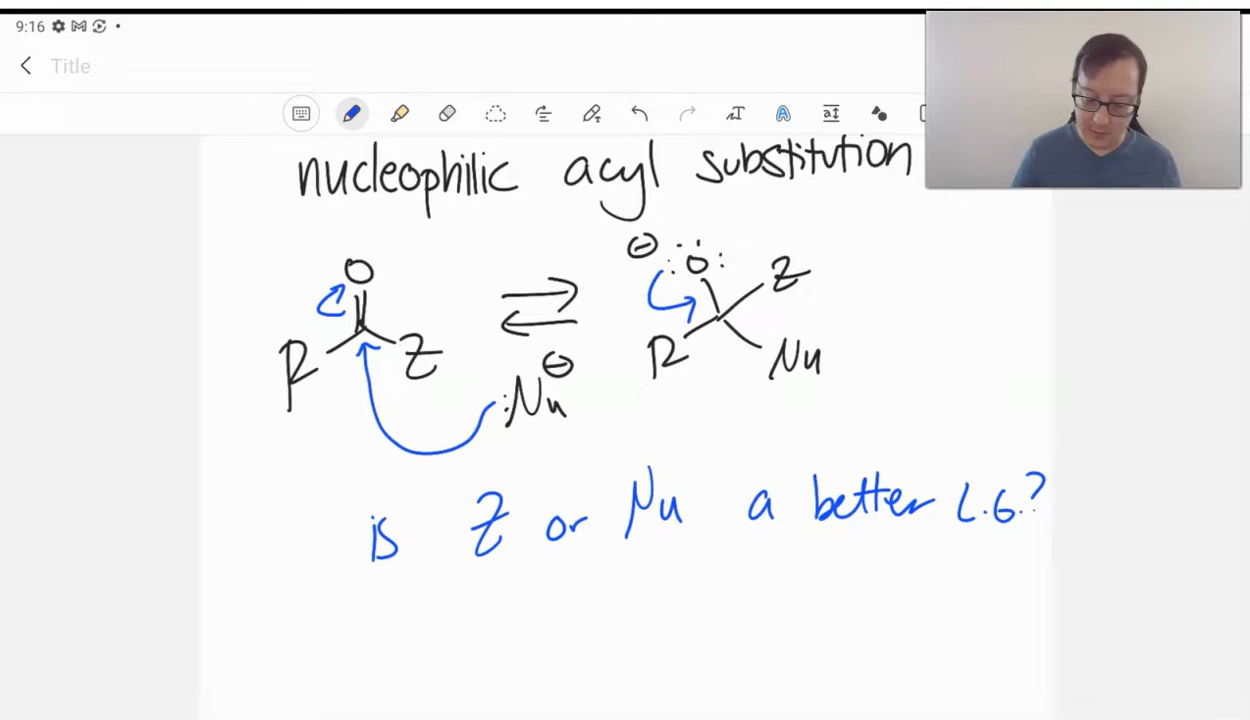 9:16
Title
nucleophilic acyl substitution
O
R Z
:Nu ⊖
⊖ :Ö:
Z
R Nu
is Z or Nu a better L.G.?